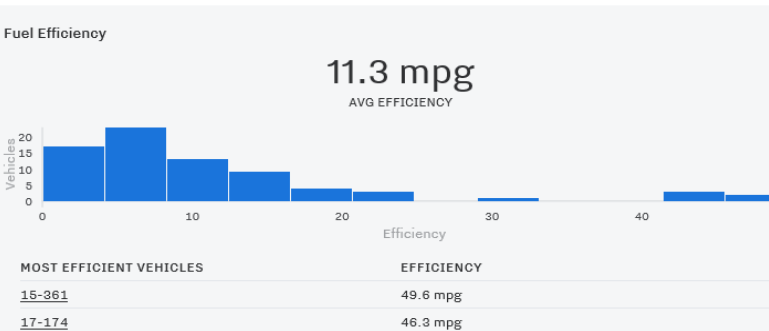 Fuel Efficiency
11.3 mpg
AVG EFFICIENCY
Vehicles
20
15
10
5
0
0 10 20 30 40
Efficiency
MOST EFFICIENT VEHICLES EFFICIENCY
15-361 49.6 mpg
17-174 46.3 mpg